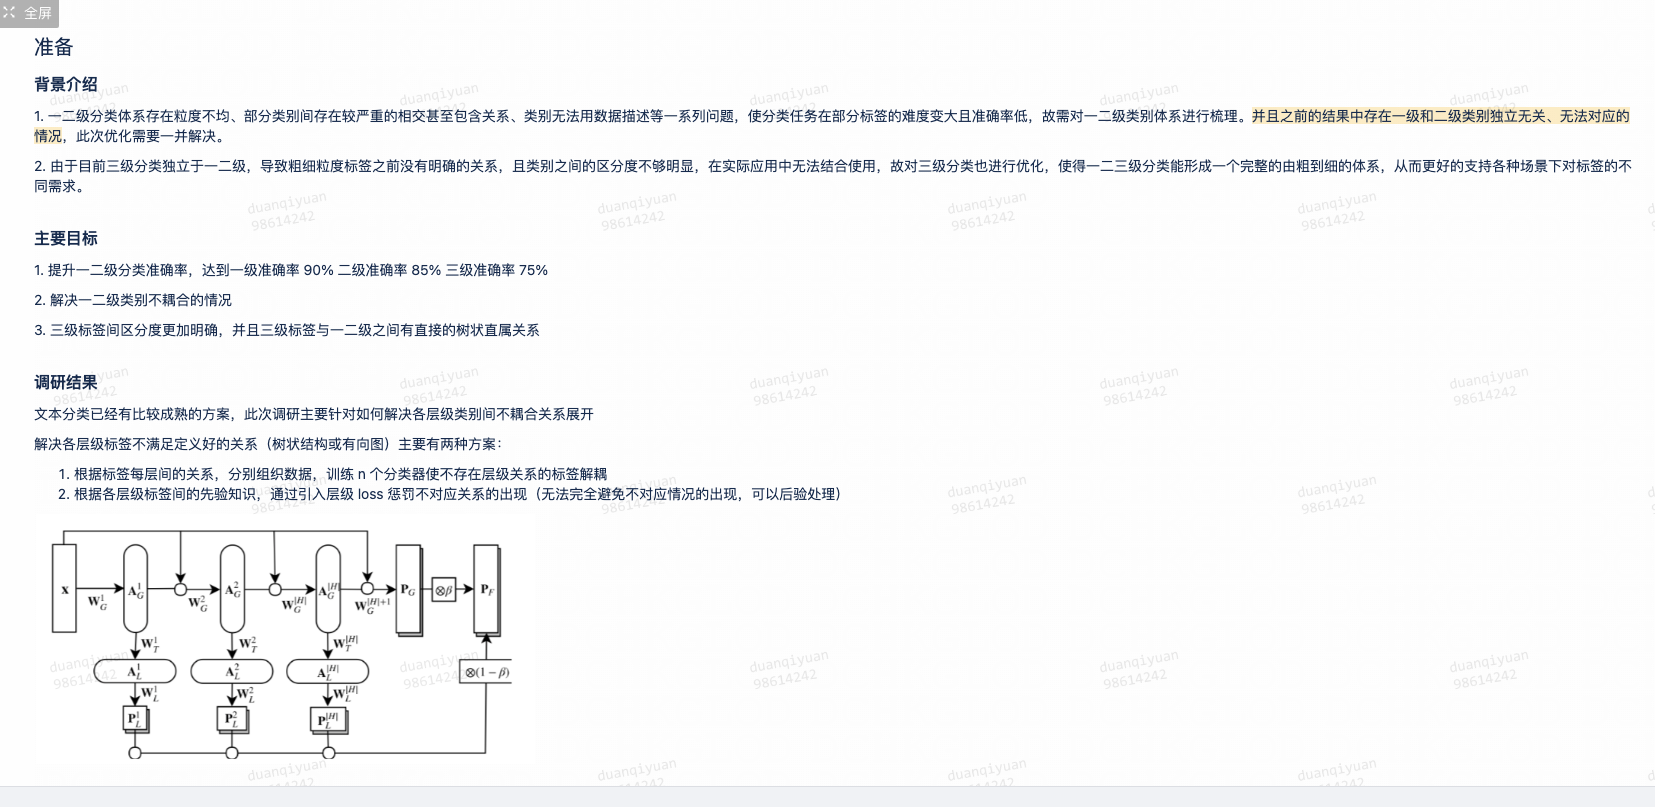 全屏
准备
背景介绍
1. 一二级分类体系存在粒度不均、部分类别间存在较严重的相交甚至包含关系、类别无法用数据描述等一系列问题，使分类任务在部分标签的难度变大且准确率低，故需对一二级类别体系进行梳理。并且之前的结果中存在一级和二级类别独立无关、无法对应的
情况，此次优化需要一并解决。
2. 由于目前三级分类独立于一二级，导致粗细粒度标签之前没有明确的关系，且类别之间的区分度不够明显，在实际应用中无法结合使用，故对三级分类也进行优化，使得一二三级分类能形成一个完整的由粗到细的体系，从而更好的支持各种场景下对标签的不
同需求。
主要目标
1. 提升一二级分类准确率，达到一级准确率 90% 二级准确率 85% 三级准确率 75%
2. 解决一二级类别不耦合的情况
3. 三级标签间区分度更加明确，并且三级标签与一二级之间有直接的树状直属关系
调研结果
文本分类已经有比较成熟的方案，此次调研主要针对如何解决各层级类别间不耦合关系展开
解决各层级标签不满足定义好的关系（树状结构或有向图）主要有两种方案：
1. 根据标签每层间的关系，分别组织数据，训练 n 个分类器使不存在层级关系的标签解耦
2. 根据各层级标签间的先验知识，通过引入层级 loss 惩罚不对应关系的出现（无法完全避免不对应情况的出现，可以后验处理）
x A_G^1 A_G^2 A_G^{|H|} P_G ⊗β P_F
W_G^1 W_G^2 W_G^{|H|} W_G^{|H|+1}
W_T^1 W_T^2 W_T^{|H|}
A_L^1 A_L^2 A_L^{|H|} ⊗(1 − β)
W_L^1 W_L^2 W_L^{|H|}
P_L^1 P_L^2 P_L^{|H|}
duanqiyuan
98614242